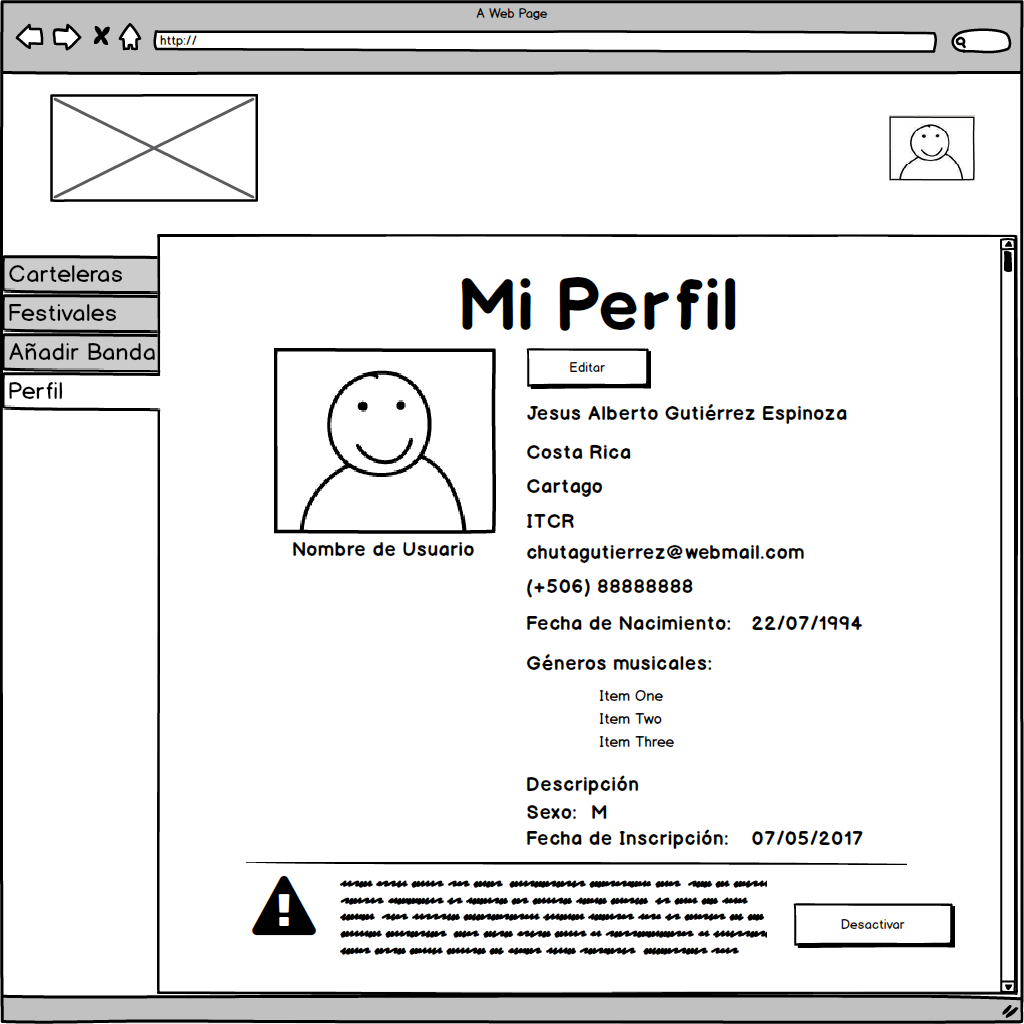 A Web Page
http://
Carteleras
Festivales
Añadir Banda
Perfil
Mi Perfil
Editar
Nombre de Usuario
Jesus Alberto Gutiérrez Espinoza
Costa Rica
Cartago
ITCR
chutagutierrez@webmail.com
(+506) 88888888
Fecha de Nacimiento: 22/07/1994
Géneros musicales:
Item One
Item Two
Item Three
Descripción
Sexo: M
Fecha de Inscripción: 07/05/2017
Desactivar